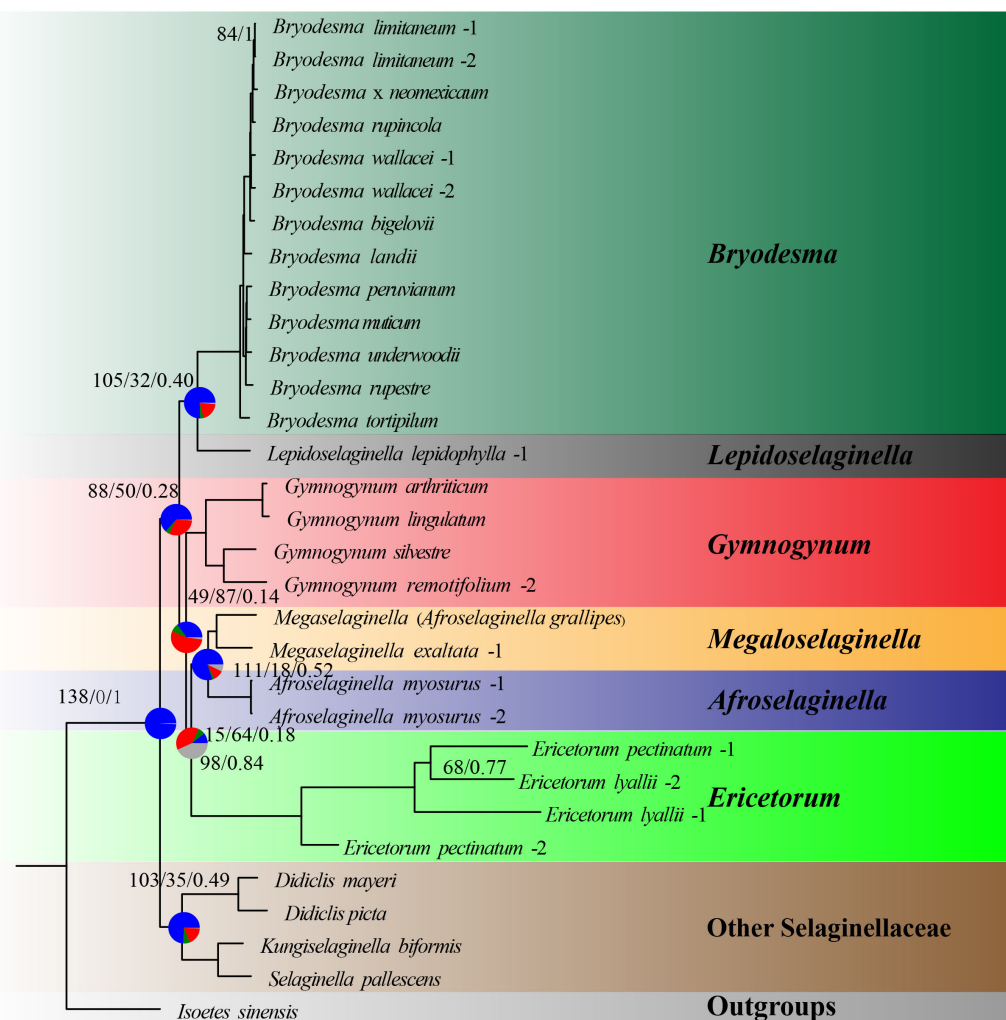 84/1
Bryodesma limitaneum -1
Bryodesma limitaneum -2
Bryodesma x neomexicaum
Bryodesma rupincola
Bryodesma wallacei -1
Bryodesma wallacei -2
Bryodesma bigelovii
Bryodesma landii
Bryodesma
Bryodesma peruvianum
Bryodesma muticum
Bryodesma underwoodii
105/32/0.40
Bryodesma rupestre
Bryodesma tortipilum
Lepidoselaginella lepidophylla -1
Lepidoselaginella
88/50/0.28
Gymnogynum arthriticum
Gymnogynum lingulatum
Gymnogynum
Gymnogynum silvestre
Gymnogynum remotifolium -2
49/87/0.14
Megaselaginella (Afroselaginella grallipes)
Megaloselaginella
Megaselaginella exaltata -1
111/18/0.52
Afroselaginella myosurus -1
Afroselaginella
138/0/1
Afroselaginella myosurus -2
15/64/0.18
Ericetorum pectinatum -1
98/0.84
68/0.77
Ericetorum lyallii -2
Ericetorum
Ericetorum lyallii -1
Ericetorum pectinatum -2
103/35/0.49
Didiclis mayeri
Didiclis picta
Other Selaginellaceae
Kungiselaginella biformis
Selaginella pallescens
Isoetes sinensis
Outgroups